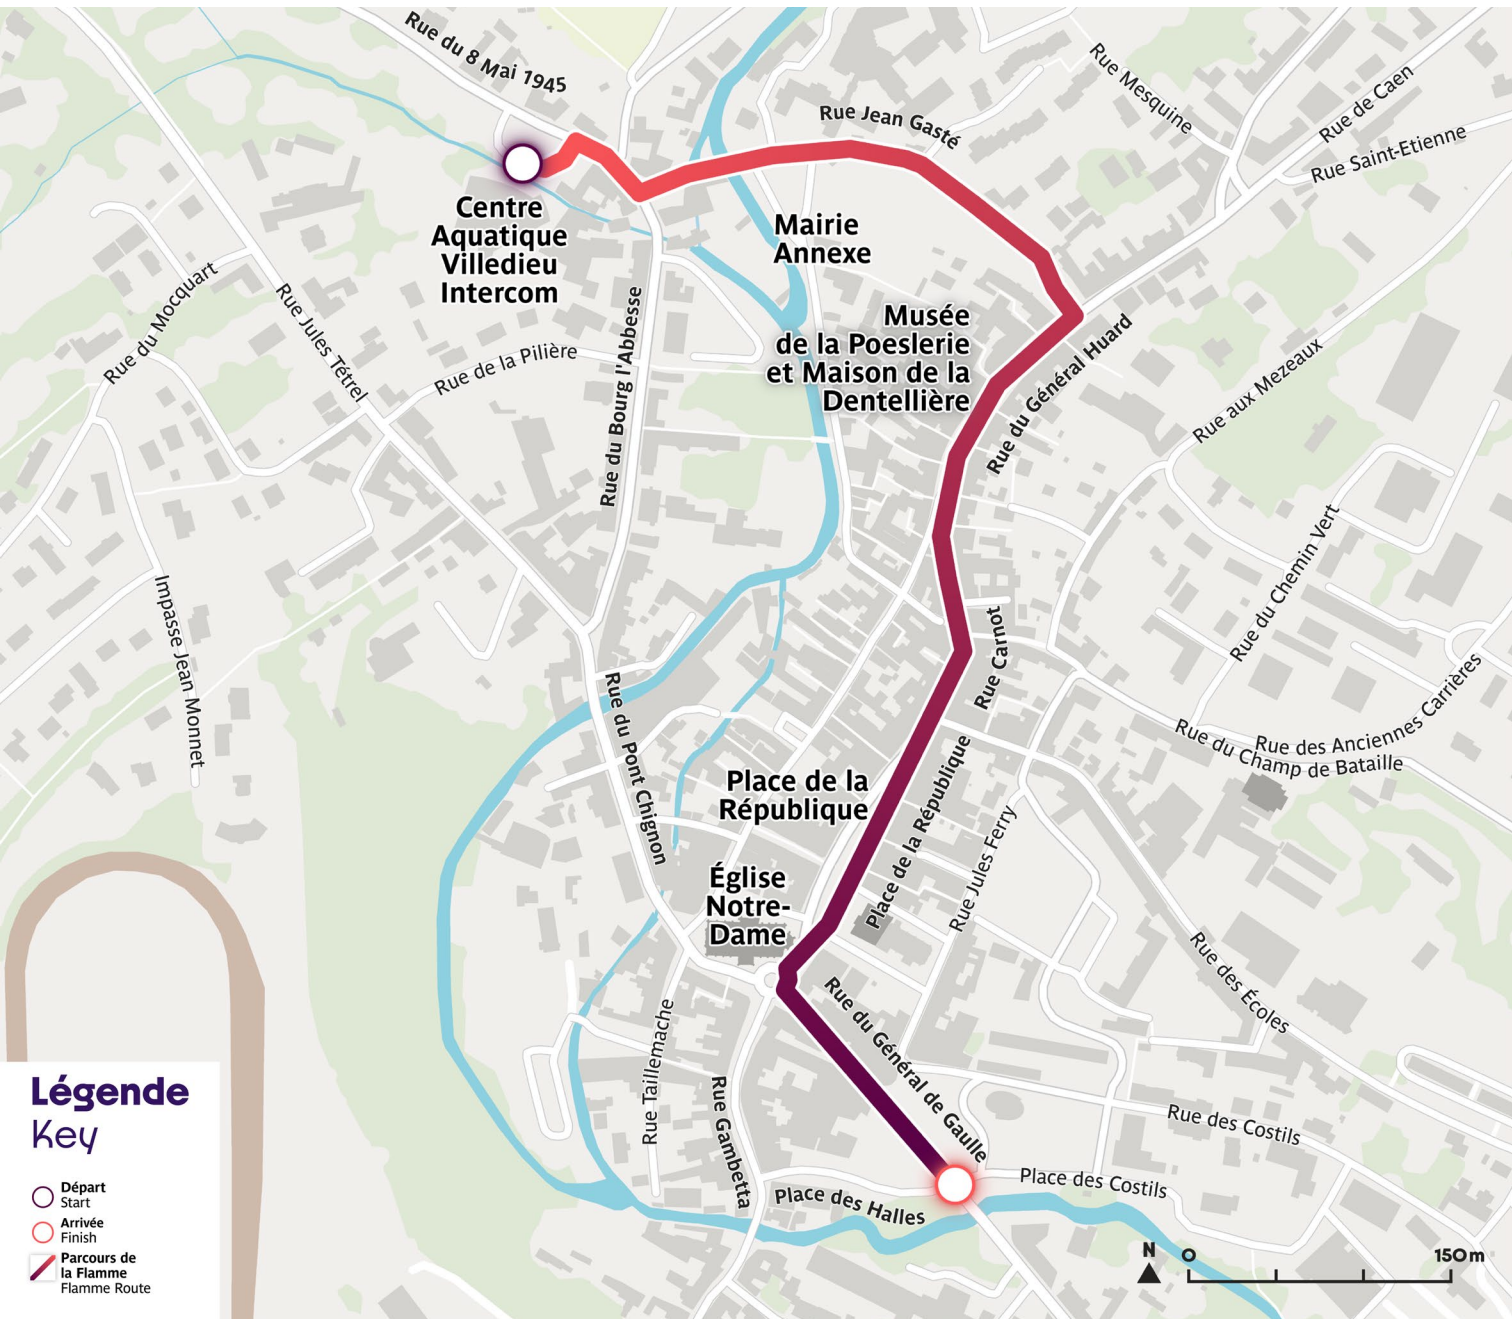 Rue du 8 Mai 1945
Rue Mesquine
Rue de Caen
Rue Jean Gasté
Rue Saint-Etienne
Centre
Aquatique
Villedieu
Intercom
Mairie
Annexe
Rue du Mocquart
Rue Jules Tétrel
Rue de la Pilière
Rue du Bourg l'Abbesse
Musée
de la Poeslerie
et Maison de la
Dentellière
Rue du Général Huard
Rue aux Mezeaux
Rue du Chemin Vert
Impasse Jean Monnet
Rue Carnot
Rue du Pont Chignon
Rue du Champ de Bataille
Rue des Anciennes Carrières
Place de la
République
Place de la République
Rue Jules Ferry
Église
Notre-
Dame
Rue des Écoles
Rue du Général de Gaulle
Rue Taillemache
Rue Gambetta
Rue des Costils
Place des Costils
Place des Halles
Légende
Key
Départ
Start
Arrivée
Finish
Parcours de
la Flamme
Flamme Route
N 0 150m